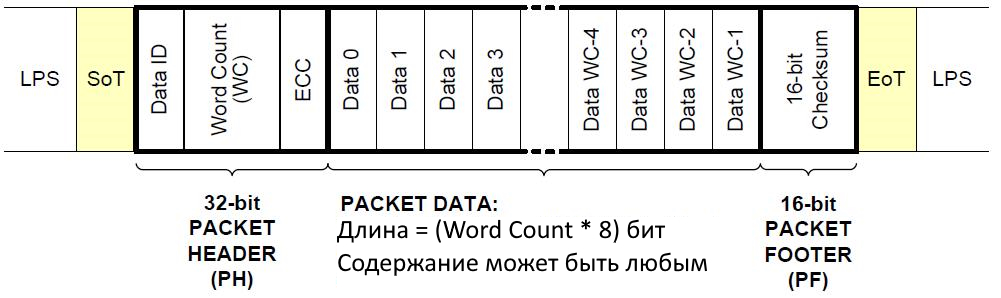 LPS
SoT
Data ID
Word Count
(WC)
ECC
Data 0
Data 1
Data 2
Data 3
Data WC-4
Data WC-3
Data WC-2
Data WC-1
16-bit
Checksum
EoT
LPS
32-bit
PACKET
HEADER
(PH)
PACKET DATA:
Длина = (Word Count * 8) бит
Содержание может быть любым
16-bit
PACKET
FOOTER
(PF)